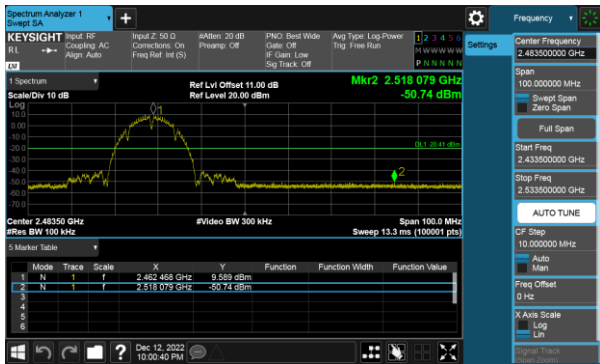 Spectrum Analyzer 1
Swept SA
+
Frequency
KEYSIGHT
RL
Input: RF
Coupling: AC
Align: Auto
Input Z: 50 Ω
Corrections: On
Freq Ref: Int (S)
#Atten: 20 dB
Preamp: Off
PNO: Best Wide
Gate: Off
IF Gain: Low
Sig Track: Off
Avg Type: Log-Power
Trig: Free Run
1 2 3 4 5 6
M W W W W W
P N N N N N
LXI
1 Spectrum
Scale/Div 10 dB
Ref Lvl Offset 11.00 dB
Ref Level 20.00 dBm
Mkr2 2.518 079 GHz
-50.74 dBm
Log
10.0
0.00
-10.0
-20.0
-30.0
-40.0
-50.0
-60.0
-70.0
1
DL1 -20.41 dBm
2
Center 2.48350 GHz
#Res BW 100 kHz
#Video BW 300 kHz
Span 100.0 MHz
Sweep 13.3 ms (100001 pts)
5 Marker Table
Mode Trace Scale X Y Function Function Width Function Value
1 N 1 f 2.462 468 GHz 9.589 dBm
2 N 1 f 2.518 079 GHz -50.74 dBm
3
4
5
6
Dec 12, 2022
10:00:40 PM
Settings
Center Frequency
2.483500000 GHz
Span
100.000000 MHz
Swept Span
Zero Span
Full Span
Start Freq
2.433500000 GHz
Stop Freq
2.533500000 GHz
AUTO TUNE
CF Step
10.000000 MHz
Auto
Man
Freq Offset
0 Hz
X Axis Scale
Log
Lin
Signal Track
(Span Zoom)